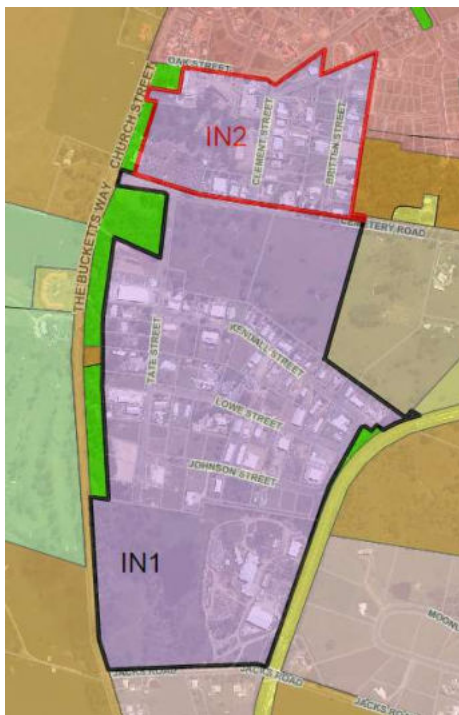 OAK STREET
CHURCH STREET
IN2
CLEMENT STREET
BRITTON STREET
THE BUCKETTS WAY
CEMETERY ROAD
KENDALL STREET
TATE STREET
LOWE STREET
JOHNSON STREET
IN1
JACKS ROAD
JACKS ROAD